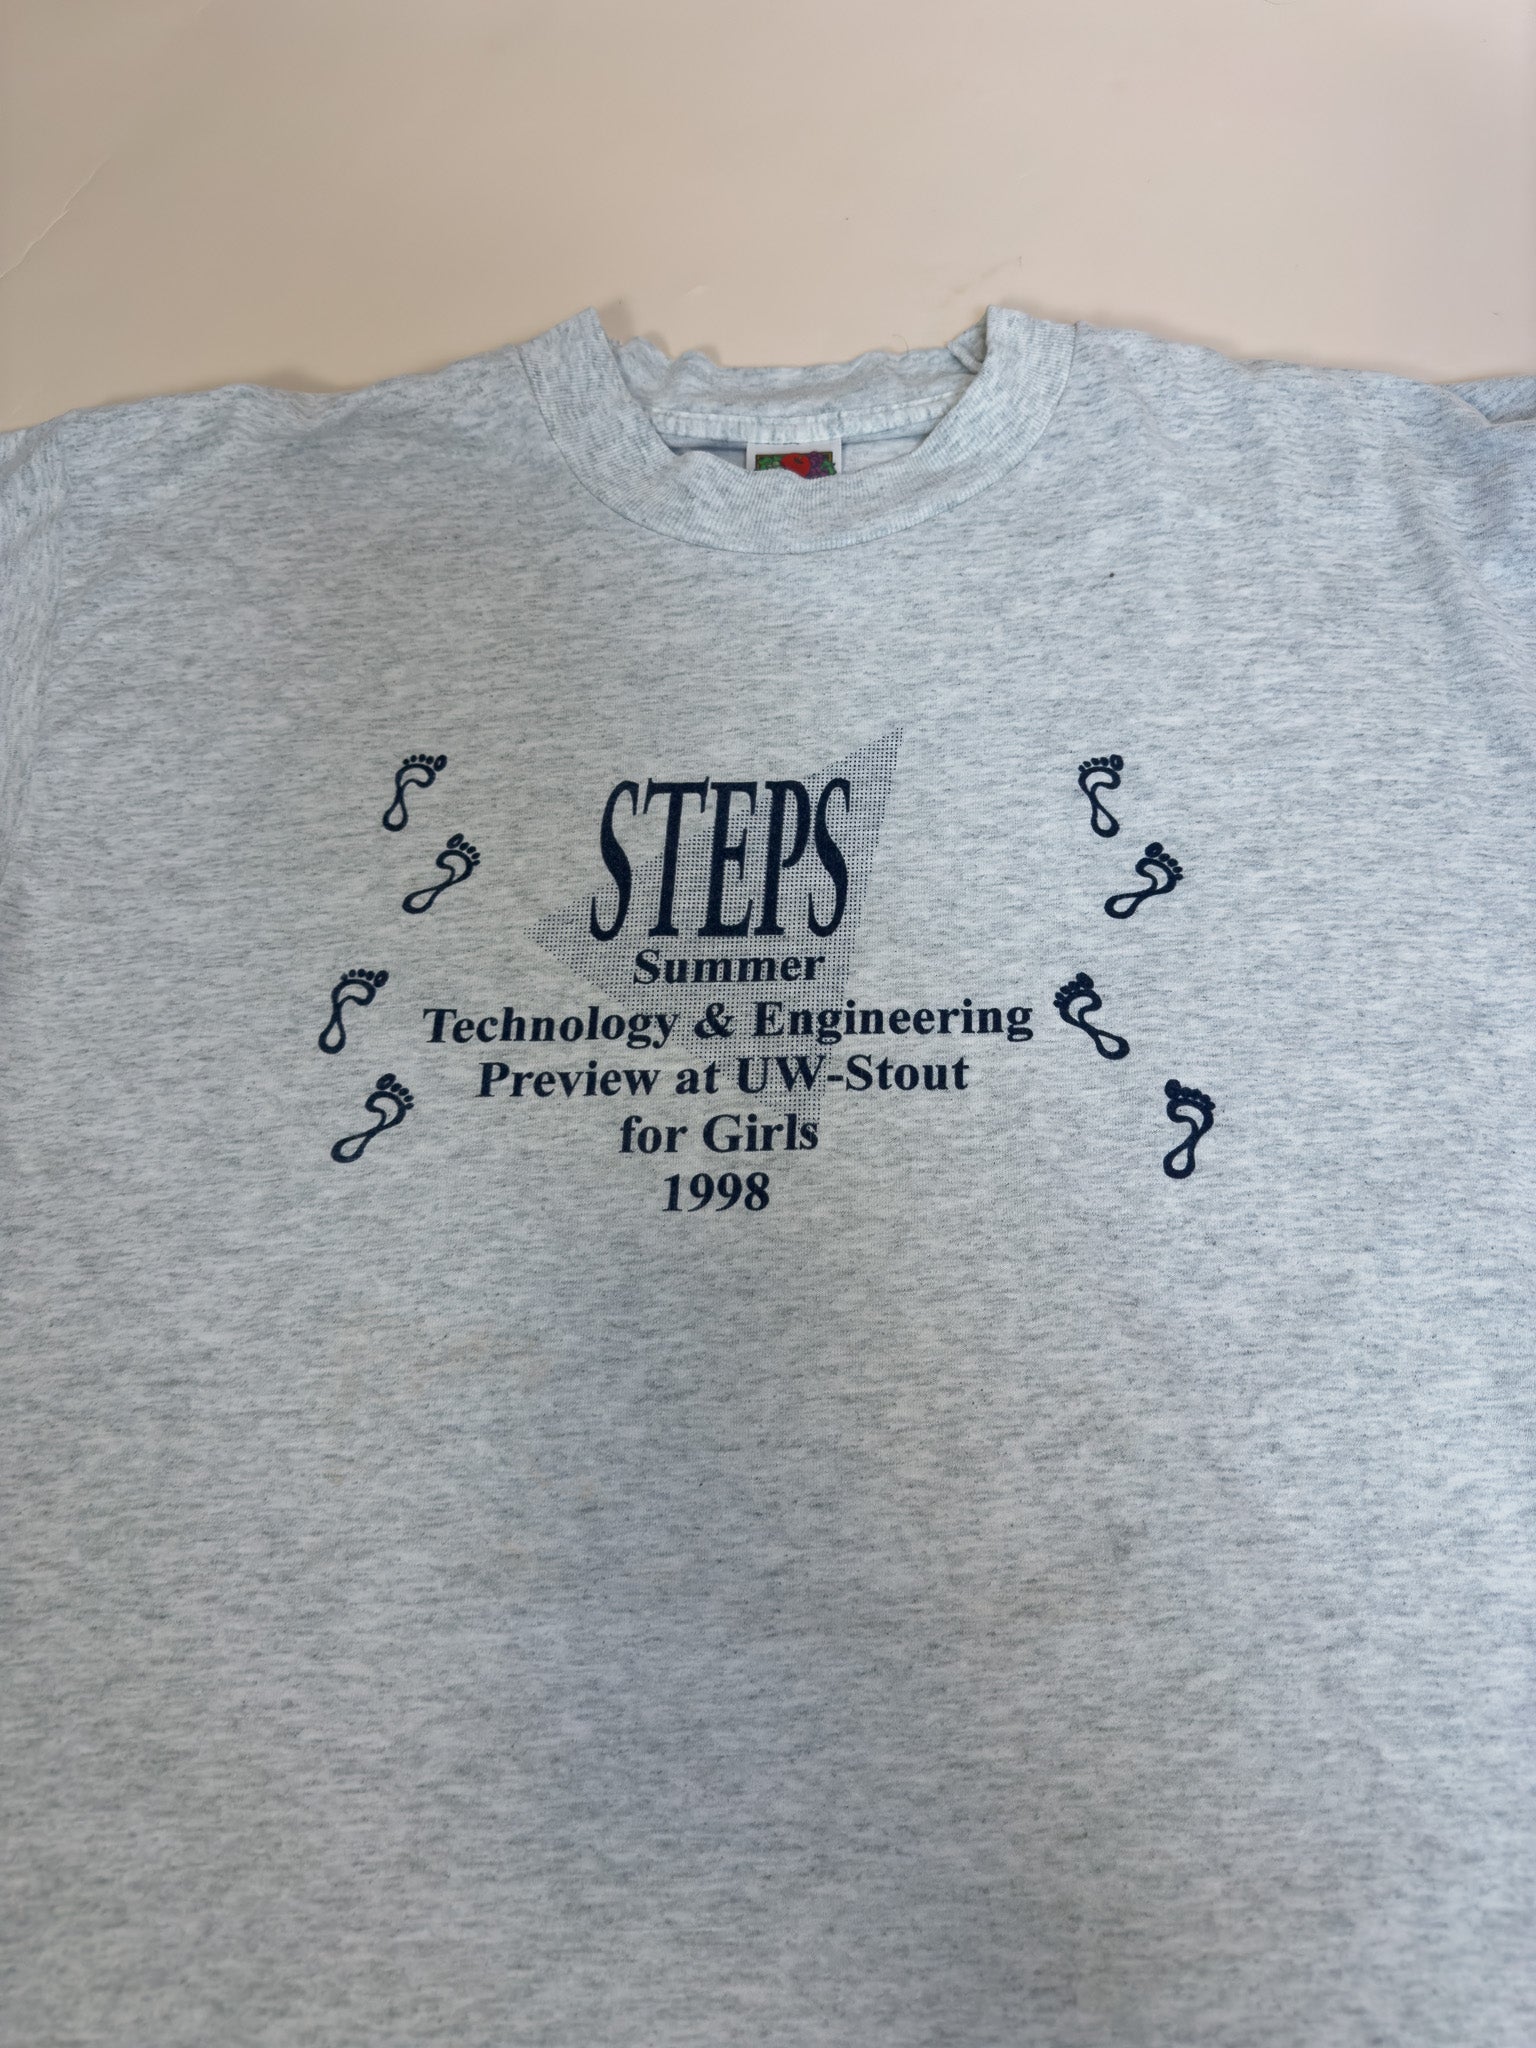 STEPS
Summer
Technology & Engineering
Preview at UW-Stout
for Girls
1998